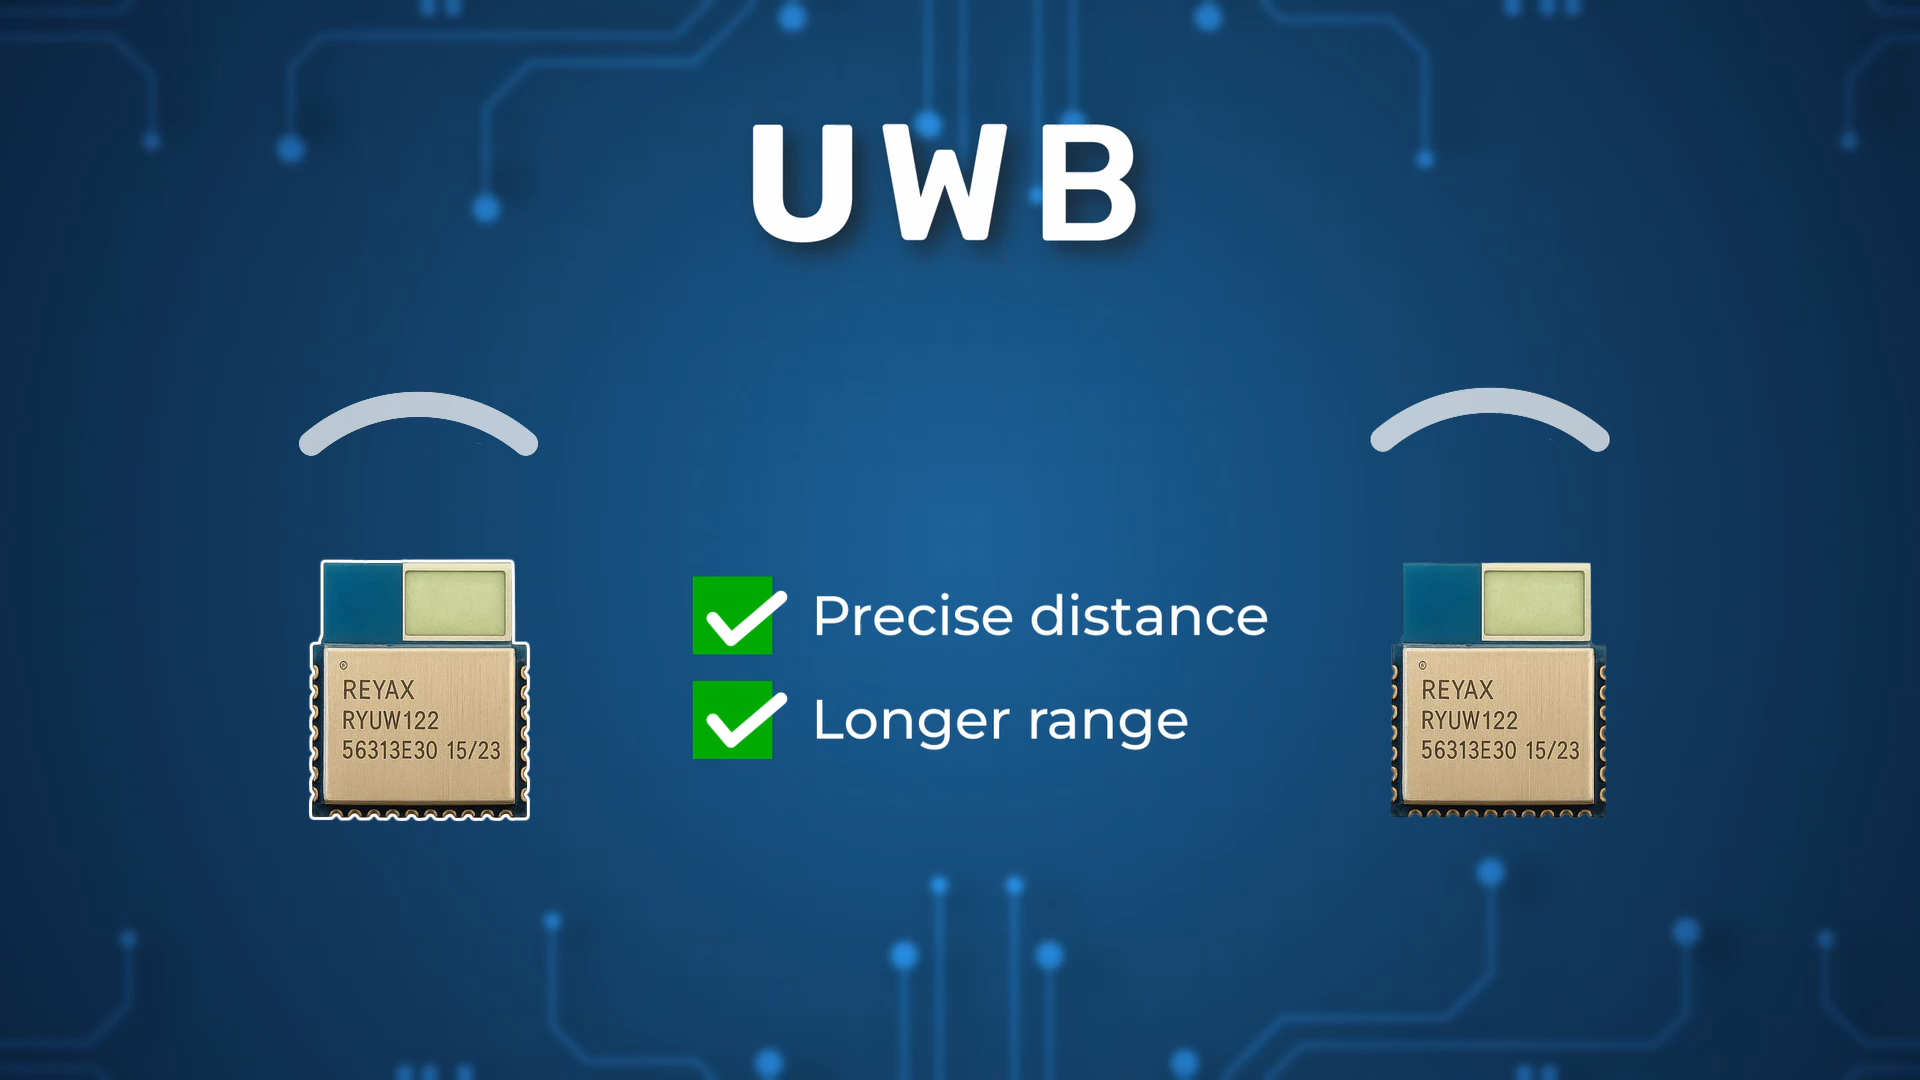 UWB
Precise distance
Longer range
REYAX
RYUW122
56313E30 15/23
REYAX
RYUW122
56313E30 15/23